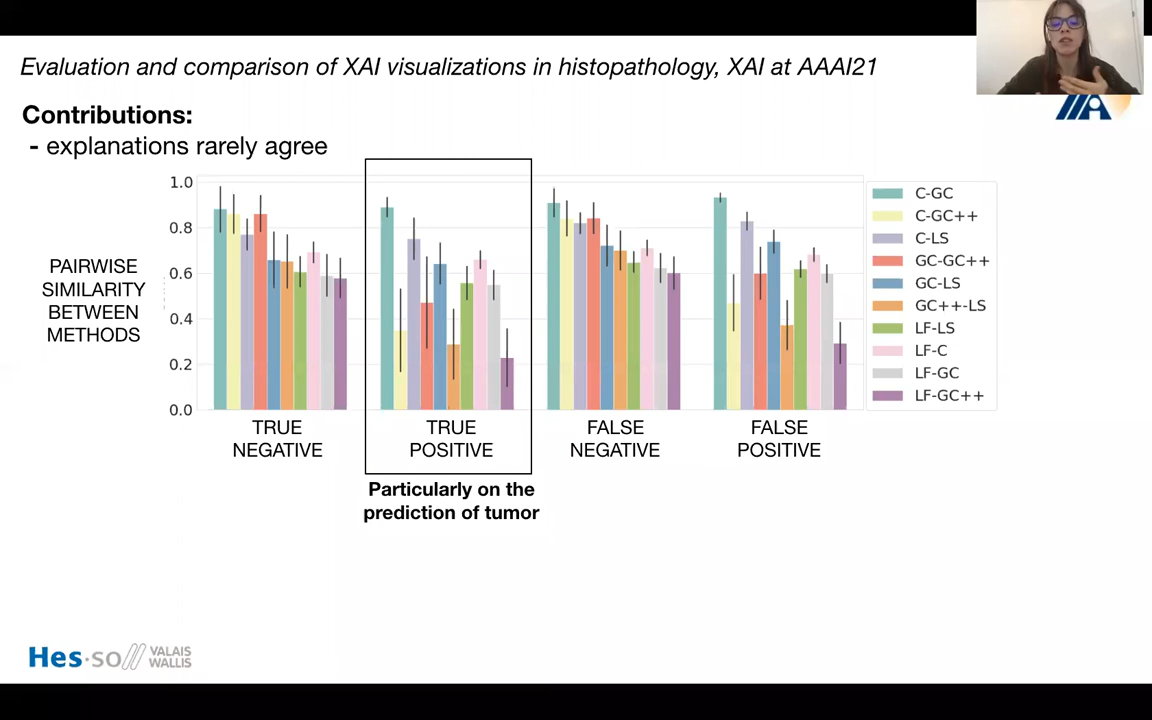 Evaluation and comparison of XAI visualizations in histopathology, XAI at AAAI21
Contributions:
- explanations rarely agree
PAIRWISE
SIMILARITY
BETWEEN
METHODS
1.0
0.8
0.6
0.4
0.2
0.0
TRUE
NEGATIVE
TRUE
POSITIVE
FALSE
NEGATIVE
FALSE
POSITIVE
Particularly on the
prediction of tumor
C-GC
C-GC++
C-LS
GC-GC++
GC-LS
GC++-LS
LF-LS
LF-C
LF-GC
LF-GC++
Hes·so// VALAIS
WALLIS